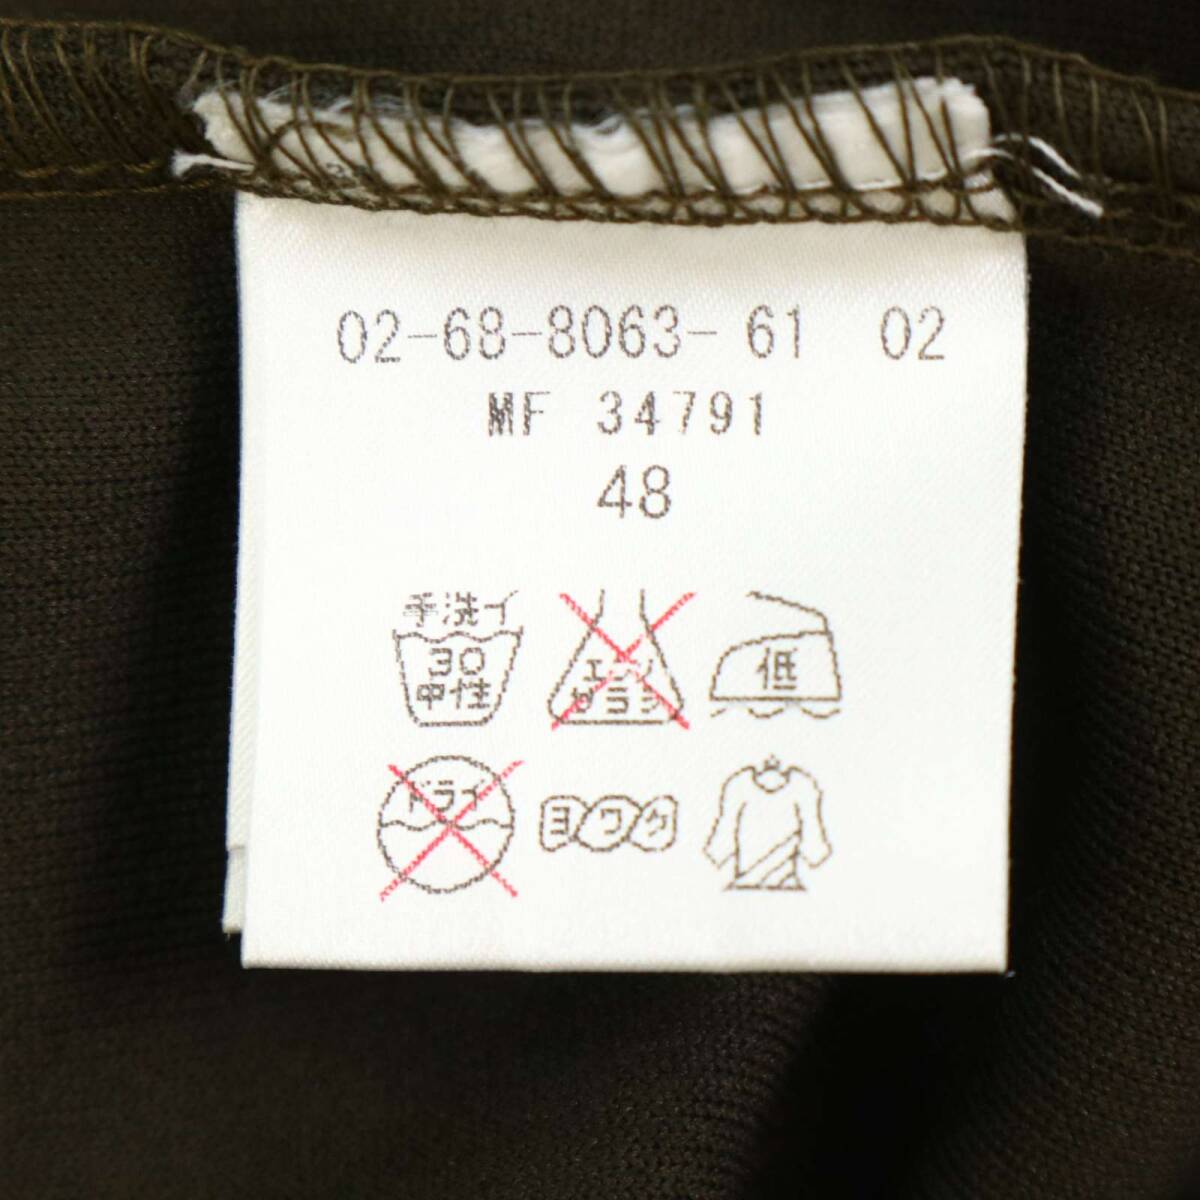 02-68-8063- 61 02
MF 34791
48
手洗イ
30
中性
エンソ
サラシ
低
ドライ
ヨワク